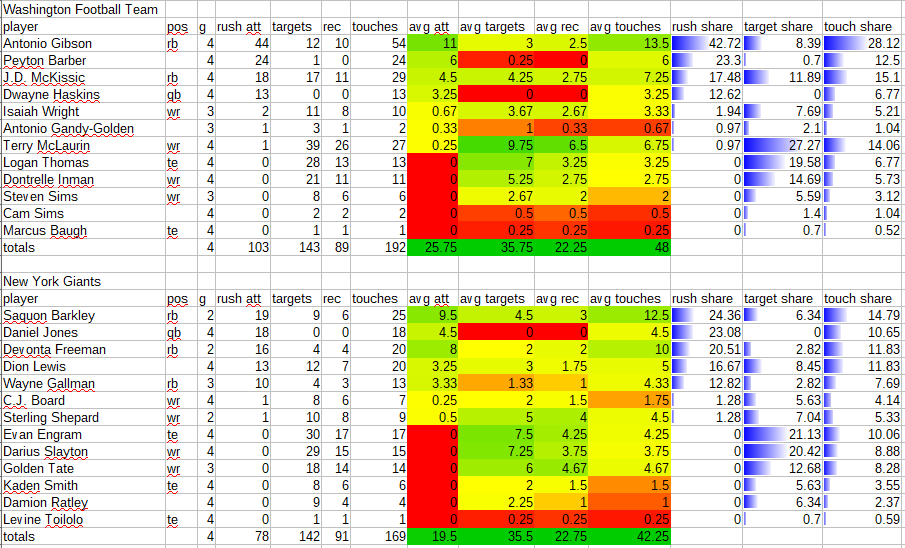 Washington Football Team
player pos g rush att targets rec touches avg att avg targets avg rec avg touches rush share target share touch share
Antonio Gibson rb 4 44 12 10 54 11 3 2.5 13.5 42.72 8.39 28.12
Peyton Barber 4 24 1 0 24 6 0.25 0 6 23.3 0.7 12.5
J.D. McKissic rb 4 18 17 11 29 4.5 4.25 2.75 7.25 17.48 11.89 15.1
Dwayne Haskins qb 4 13 0 0 13 3.25 0 0 3.25 12.62 0 6.77
Isaiah Wright wr 3 2 11 8 10 0.67 3.67 2.67 3.33 1.94 7.69 5.21
Antonio Gandy-Golden 3 1 3 1 2 0.33 1 0.33 0.67 0.97 2.1 1.04
Terry McLaurin wr 4 1 39 26 27 0.25 9.75 6.5 6.75 0.97 27.27 14.06
Logan Thomas te 4 0 28 13 13 0 7 3.25 3.25 0 19.58 6.77
Dontrelle Inman wr 4 0 21 11 11 0 5.25 2.75 2.75 0 14.69 5.73
Steven Sims wr 3 0 8 6 6 0 2.67 2 2 0 5.59 3.12
Cam Sims 4 0 2 2 2 0 0.5 0.5 0.5 0 1.4 1.04
Marcus Baugh te 4 0 1 1 1 0 0.25 0.25 0.25 0 0.7 0.52
totals 4 103 143 89 192 25.75 35.75 22.25 48
New York Giants
player pos g rush att targets rec touches avg att avg targets avg rec avg touches rush share target share touch share
Saquon Barkley rb 2 19 9 6 25 9.5 4.5 3 12.5 24.36 6.34 14.79
Daniel Jones qb 4 18 0 0 18 4.5 0 0 4.5 23.08 0 10.65
Devonta Freeman rb 2 16 4 4 20 8 2 2 10 20.51 2.82 11.83
Dion Lewis 4 13 12 7 20 3.25 3 1.75 5 16.67 8.45 11.83
Wayne Gallman rb 3 10 4 3 13 3.33 1.33 1 4.33 12.82 2.82 7.69
C.J. Board wr 4 1 8 6 7 0.25 2 1.5 1.75 1.28 5.63 4.14
Sterling Shepard wr 2 1 10 8 9 0.5 5 4 4.5 1.28 7.04 5.33
Evan Engram te 4 0 30 17 17 0 7.5 4.25 4.25 0 21.13 10.06
Darius Slayton wr 4 0 29 15 15 0 7.25 3.75 3.75 0 20.42 8.88
Golden Tate wr 3 0 18 14 14 0 6 4.67 4.67 0 12.68 8.28
Kaden Smith te 4 0 8 6 6 0 2 1.5 1.5 0 5.63 3.55
Damion Ratley 4 0 9 4 4 0 2.25 1 1 0 6.34 2.37
Levine Toilolo te 4 0 1 1 1 0 0.25 0.25 0.25 0 0.7 0.59
totals 4 78 142 91 169 19.5 35.5 22.75 42.25